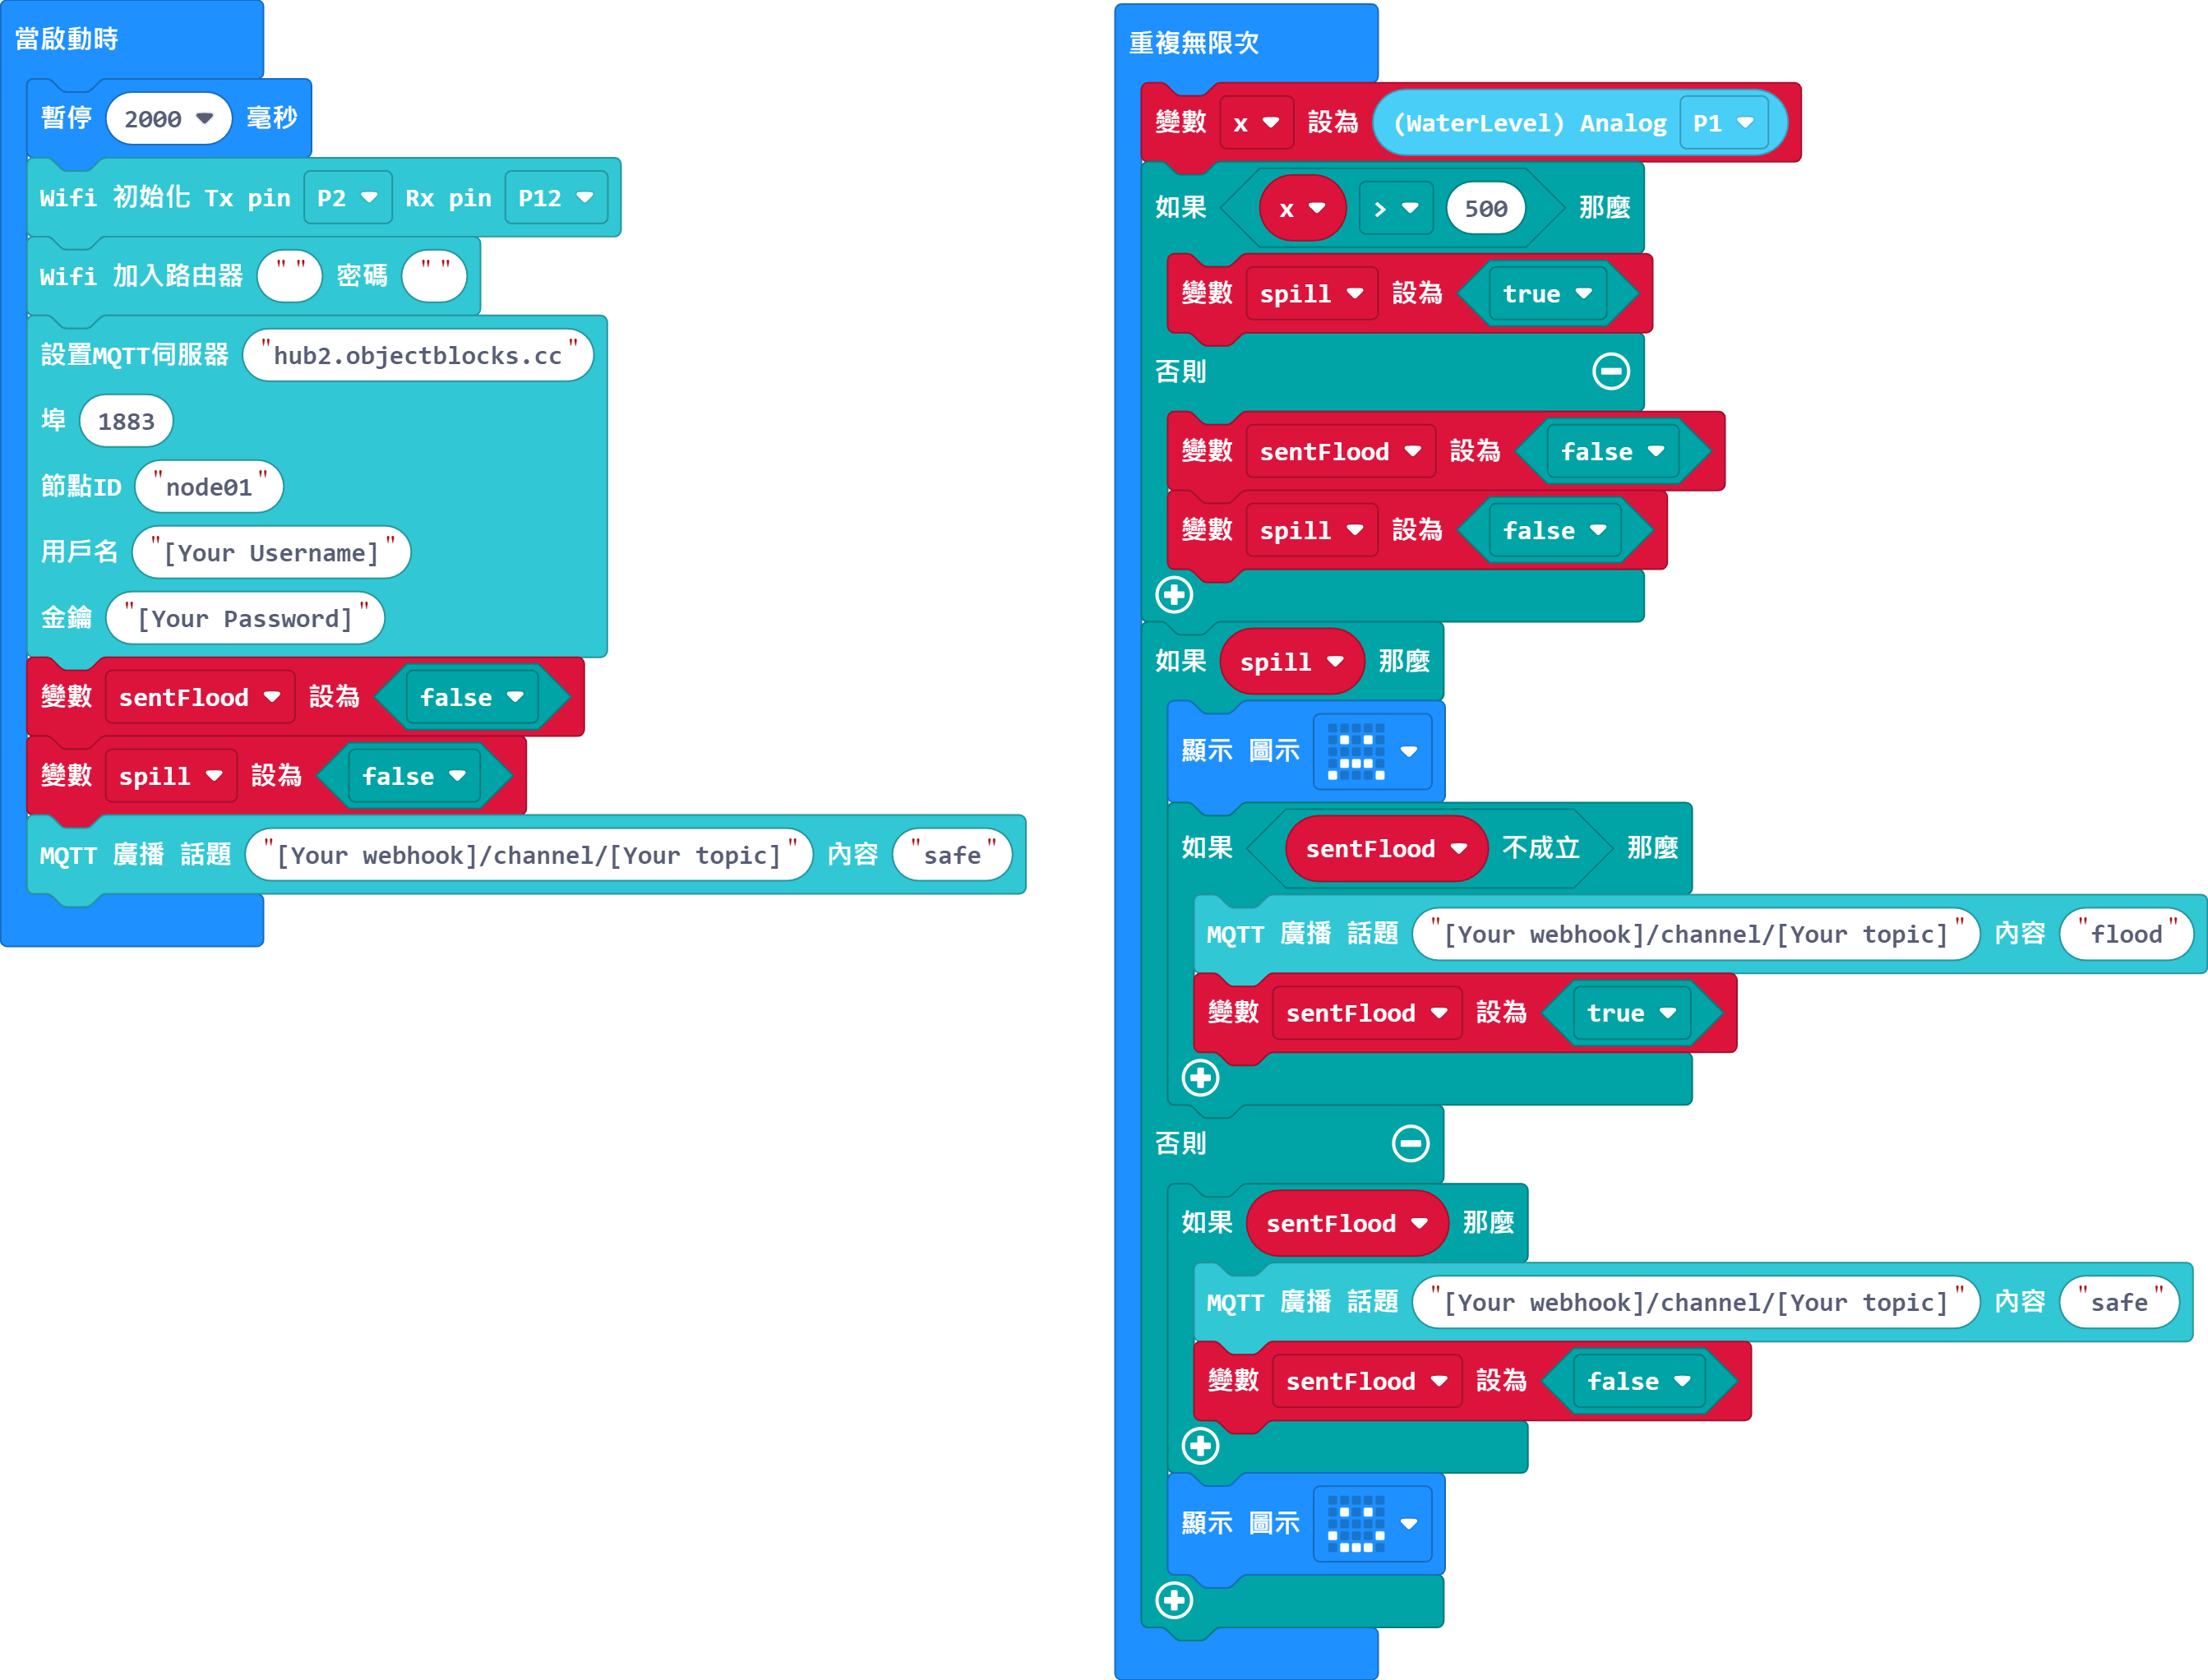 當啟動時
暫停 2000 毫秒
Wifi 初始化 Tx pin P2 Rx pin P12
Wifi 加入路由器 "" 密碼 ""
設置MQTT伺服器 "hub2.objectblocks.cc"
埠 1883
節點ID "node01"
用戶名 "[Your Username]"
金鑰 "[Your Password]"
變數 sentFlood 設為 false
變數 spill 設為 false
MQTT 廣播 話題 "[Your webhook]/channel/[Your topic]" 內容 "safe"
重複無限次
變數 x 設為 (WaterLevel) Analog P1
如果 x > 500 那麼
變數 spill 設為 true
否則
變數 sentFlood 設為 false
變數 spill 設為 false
如果 spill 那麼
顯示 圖示
如果 sentFlood 不成立 那麼
MQTT 廣播 話題 "[Your webhook]/channel/[Your topic]" 內容 "flood"
變數 sentFlood 設為 true
否則
如果 sentFlood 那麼
MQTT 廣播 話題 "[Your webhook]/channel/[Your topic]" 內容 "safe"
變數 sentFlood 設為 false
顯示 圖示